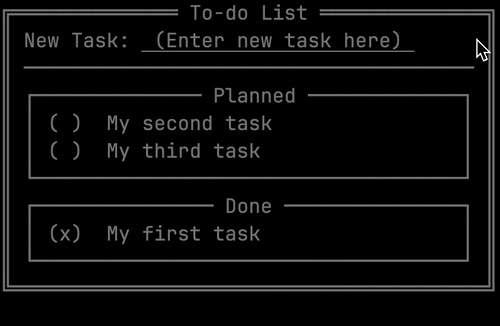 To-do List
New Task: (Enter new task here)
Planned
( ) My second task
( ) My third task
Done
(x) My first task